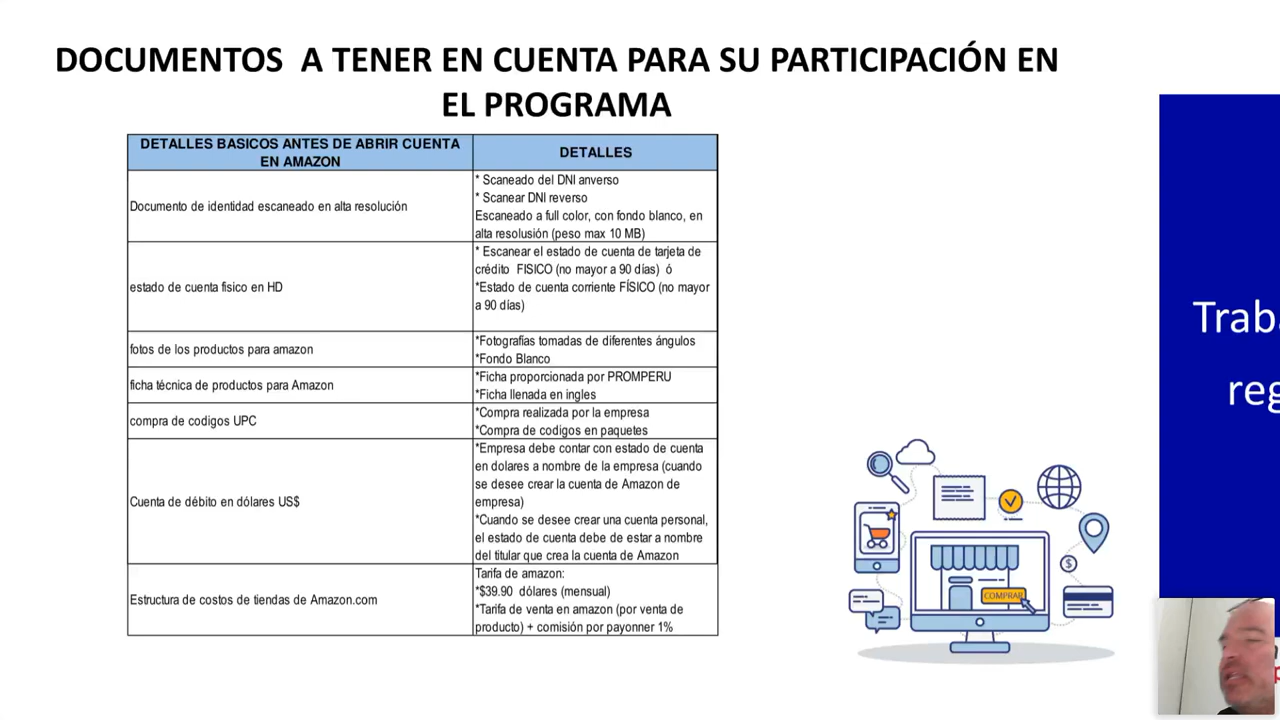 DOCUMENTOS  A TENER EN CUENTA PARA SU PARTICIPACIÓN EN
EL PROGRAMA
DETALLES BASICOS ANTES DE ABRIR CUENTA
EN AMAZON
DETALLES
Documento de identidad escaneado en alta resolución
* Scaneado del DNI anverso
* Scanear DNI reverso
Escaneado a full color, con fondo blanco, en
alta resolusión (peso max 10 MB)
estado de cuenta fisico en HD
* Escanear el estado de cuenta de tarjeta de
crédito  FISICO (no mayor a 90 días)  ó
*Estado de cuenta corriente FÍSICO (no mayor
a 90 días)
fotos de los productos para amazon
*Fotografías tomadas de diferentes ángulos
*Fondo Blanco
ficha técnica de productos para Amazon
*Ficha proporcionada por PROMPERU
*Ficha llenada en ingles
compra de codigos UPC
*Compra realizada por la empresa
*Compra de codigos en paquetes
Cuenta de débito en dólares US$
*Empresa debe contar con estado de cuenta
en dolares a nombre de la empresa (cuando
se desee crear la cuenta de Amazon de
empresa)
*Cuando se desee crear una cuenta personal,
el estado de cuenta debe de estar a nombre
del titular que crea la cuenta de Amazon
Estructura de costos de tiendas de Amazon.com
Tarifa de amazon:
*$39.90  dólares (mensual)
*Tarifa de venta en amazon (por venta de
producto) + comisión por payonner 1%
COMPRAR
$
Traba
reg